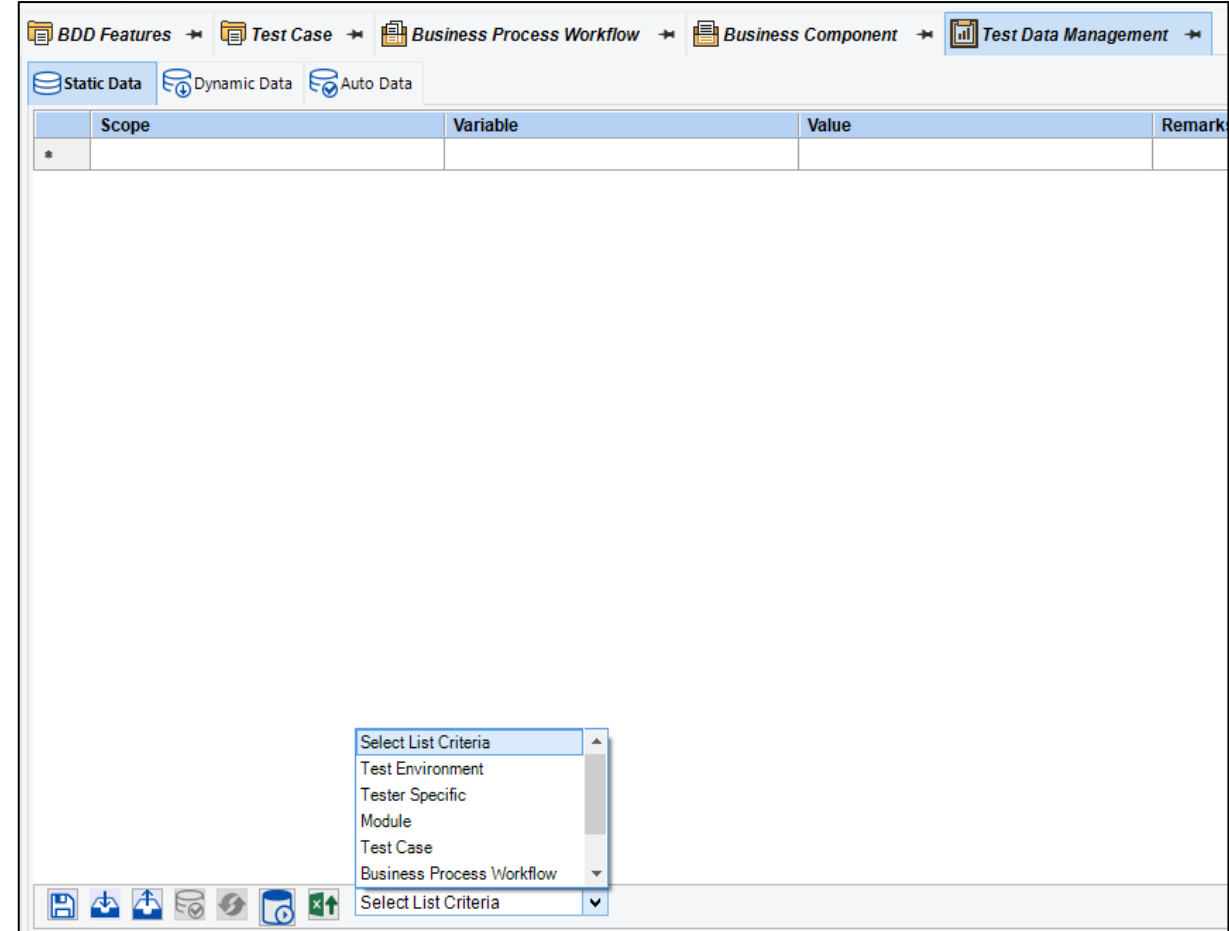 BDD Features Test Case Business Process Workflow Business Component Test Data Management
Static Data Dynamic Data Auto Data
Scope Variable Value Remarks
*
Select List Criteria
Test Environment
Tester Specific
Module
Test Case
Business Process Workflow
Select List Criteria